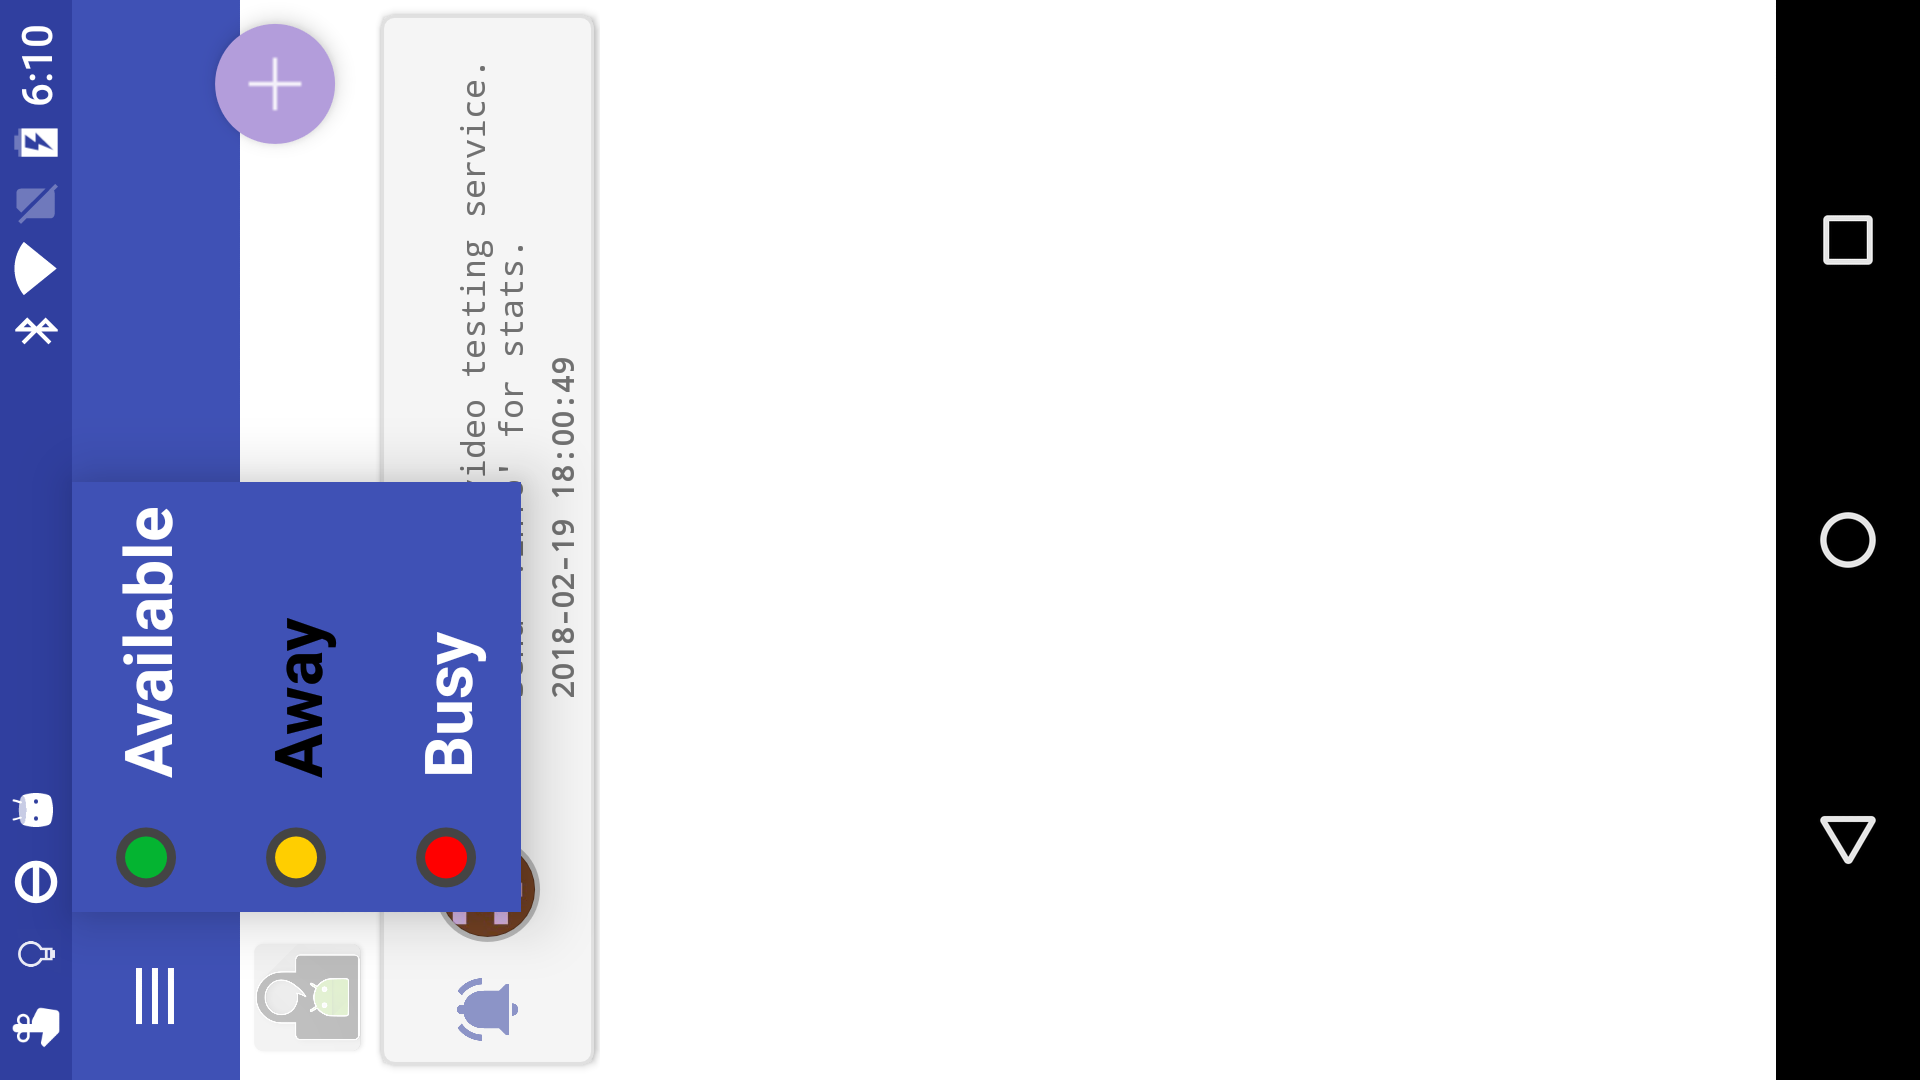 6:10
Available
Away
Busy
video testing service.
' for stats.
2018-02-19 18:00:49